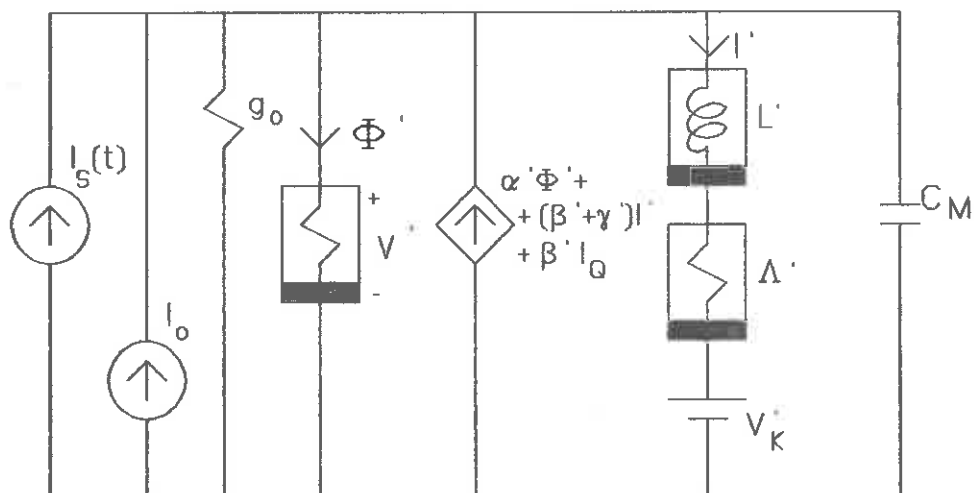 I_s(t)
I_o
g_o
Φ'
+
V'
-
α'Φ'+
+ (β'+γ')I'
+ β'I_Q
I'
L'
Λ'
V_K'
C_M